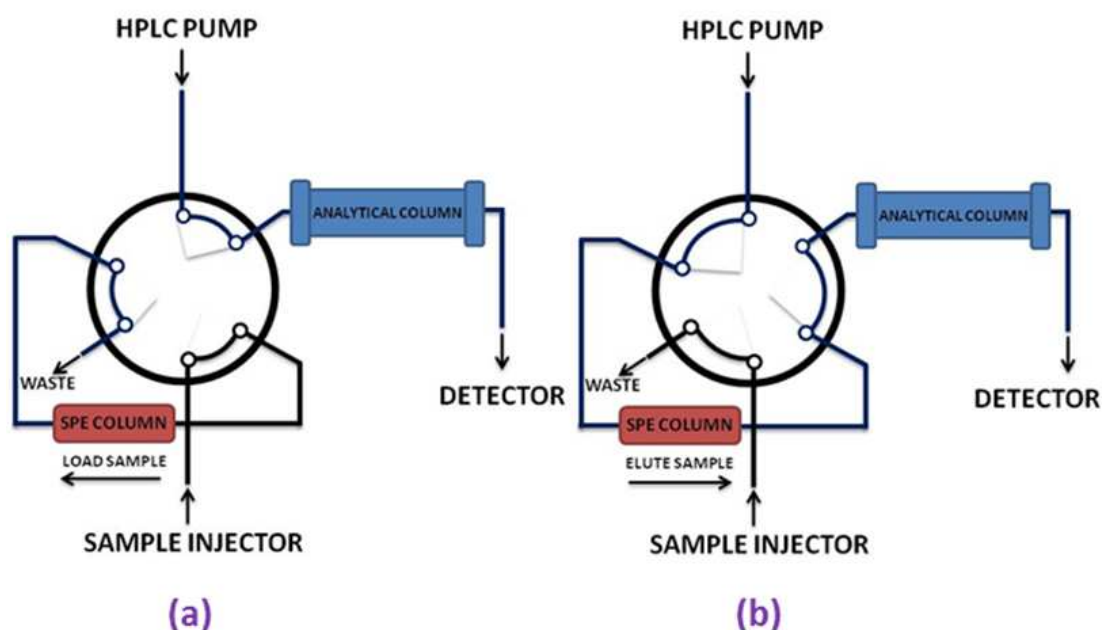 HPLC PUMP
ANALYTICAL COLUMN
WASTE
DETECTOR
SPE COLUMN
LOAD SAMPLE
SAMPLE INJECTOR
(a)
HPLC PUMP
ANALYTICAL COLUMN
WASTE
DETECTOR
SPE COLUMN
ELUTE SAMPLE
SAMPLE INJECTOR
(b)